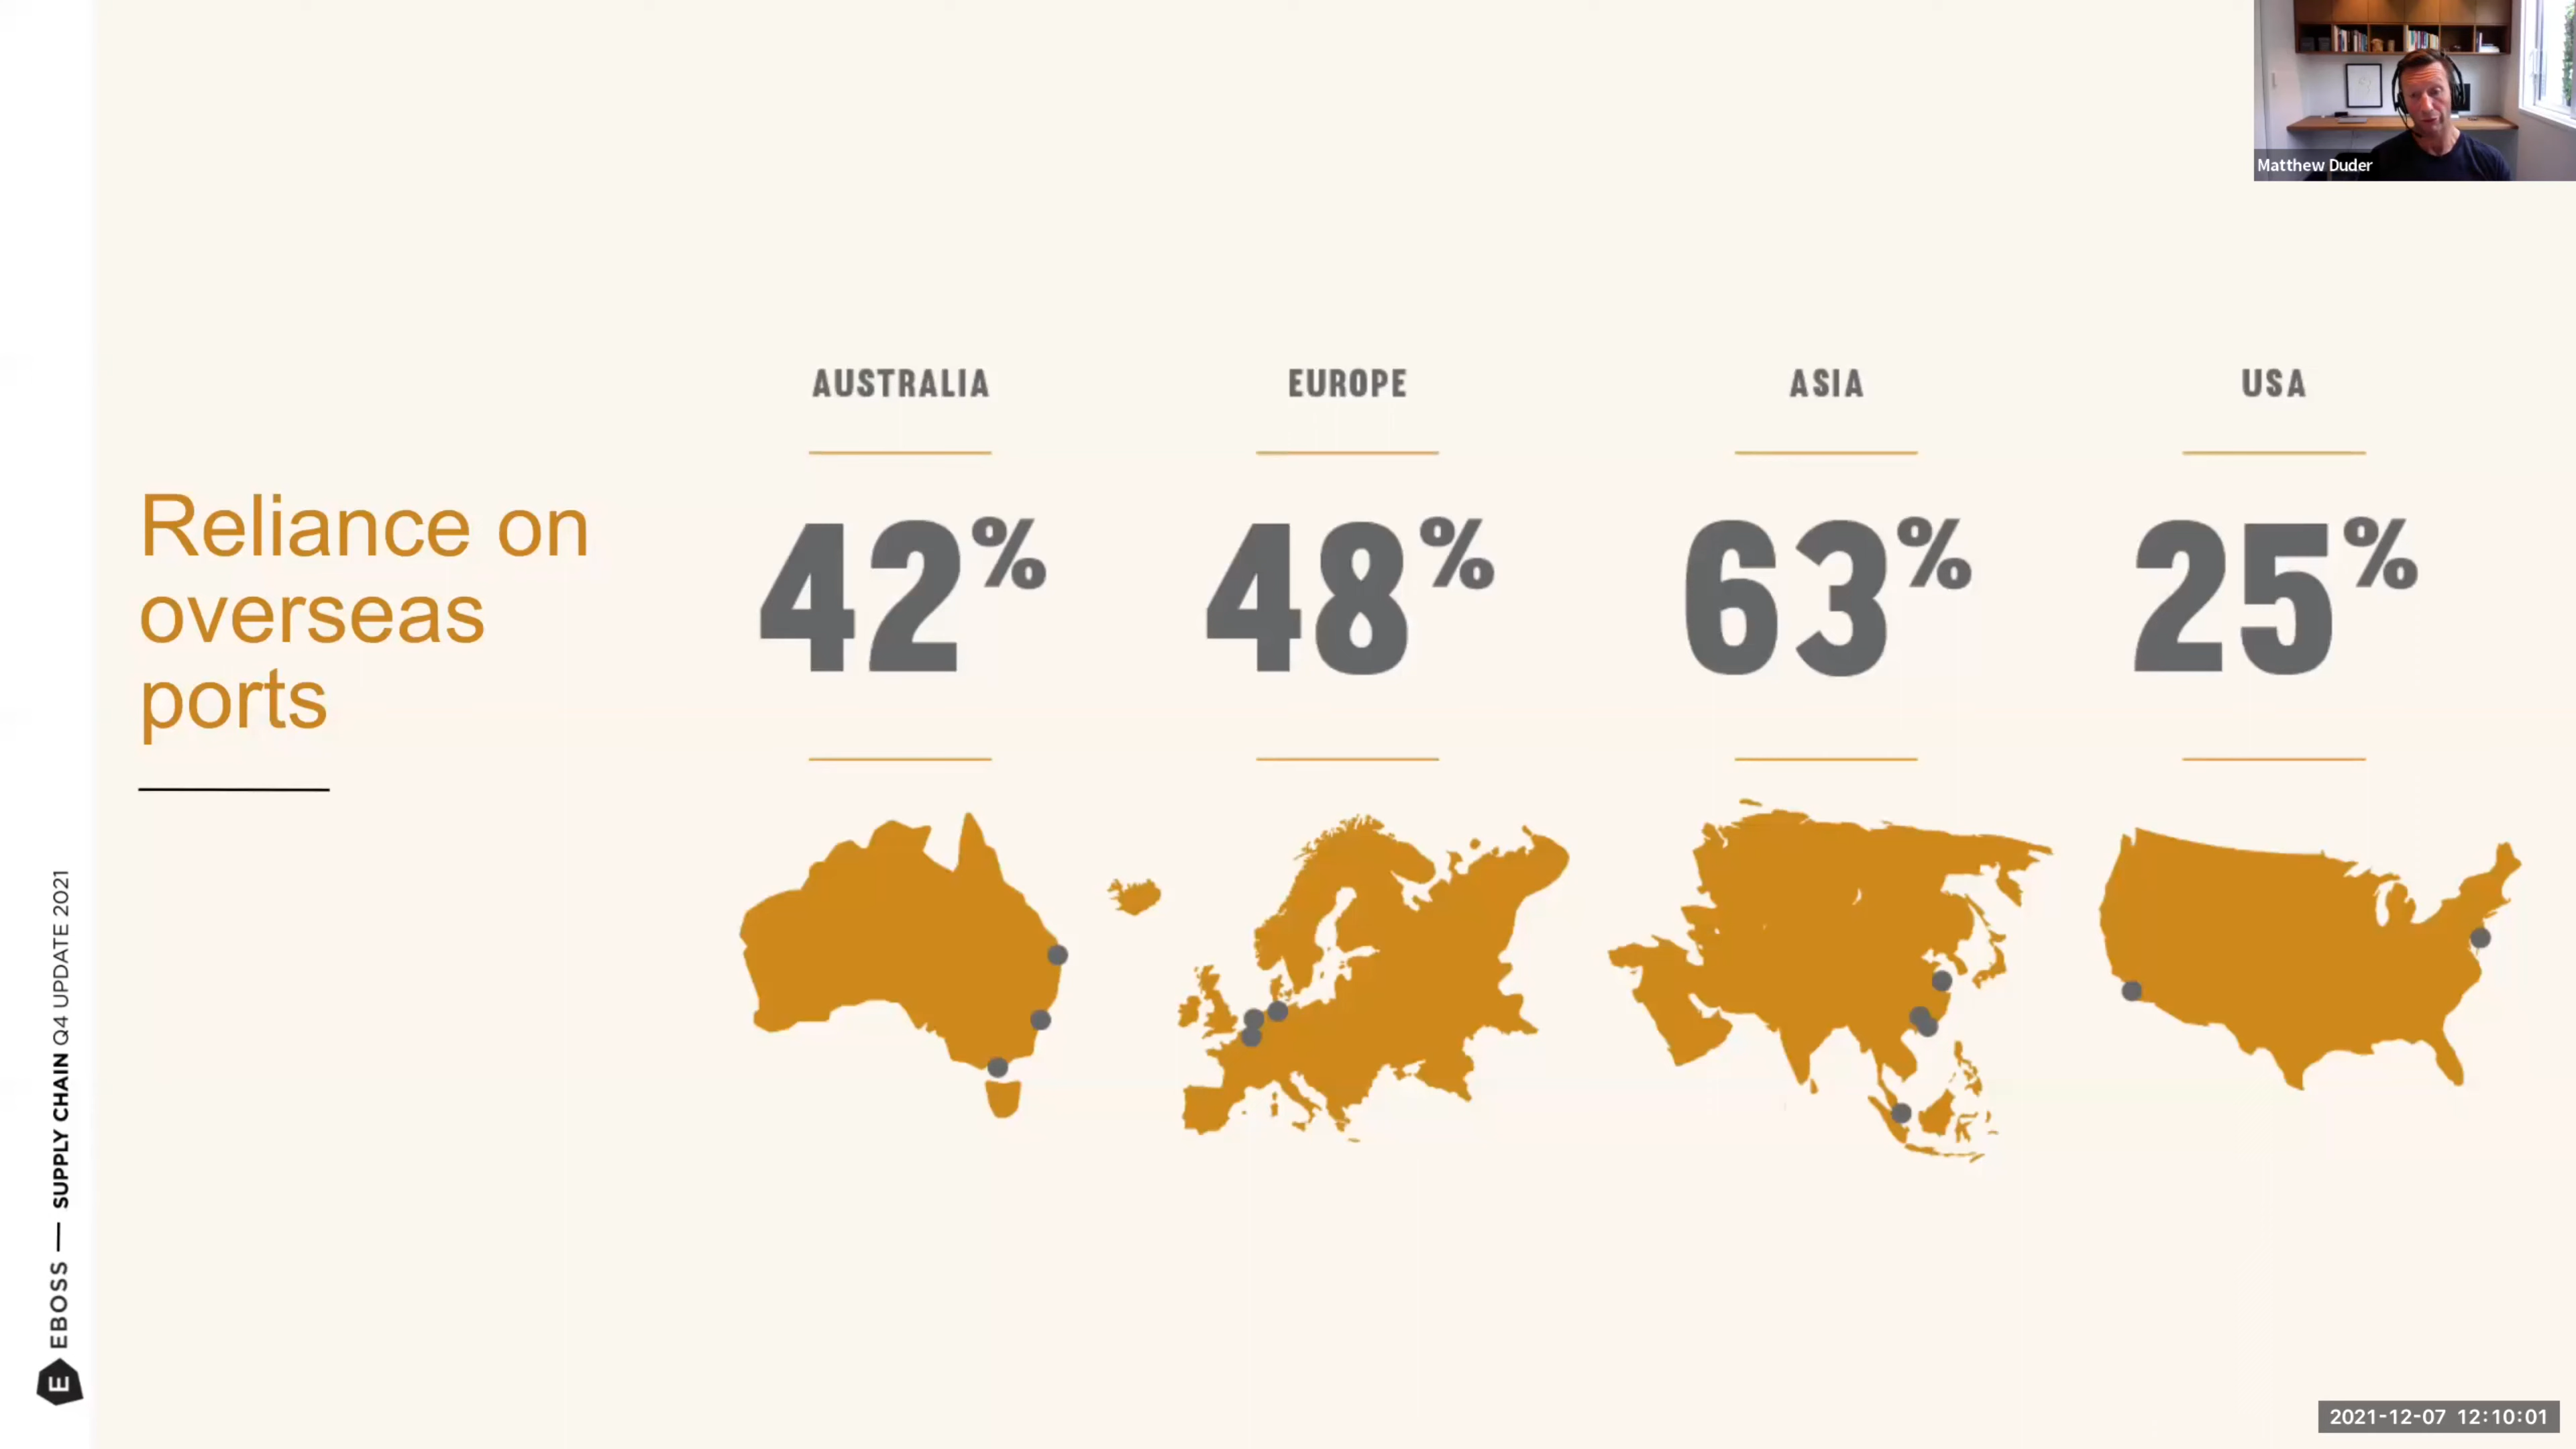 Matthew Duder
AUSTRALIA
EUROPE
ASIA
USA
Reliance on
overseas
ports
42%
48%
63%
25%
E EBOSS — SUPPLY CHAIN Q4 UPDATE 2021
2021-12-07 12:10:01